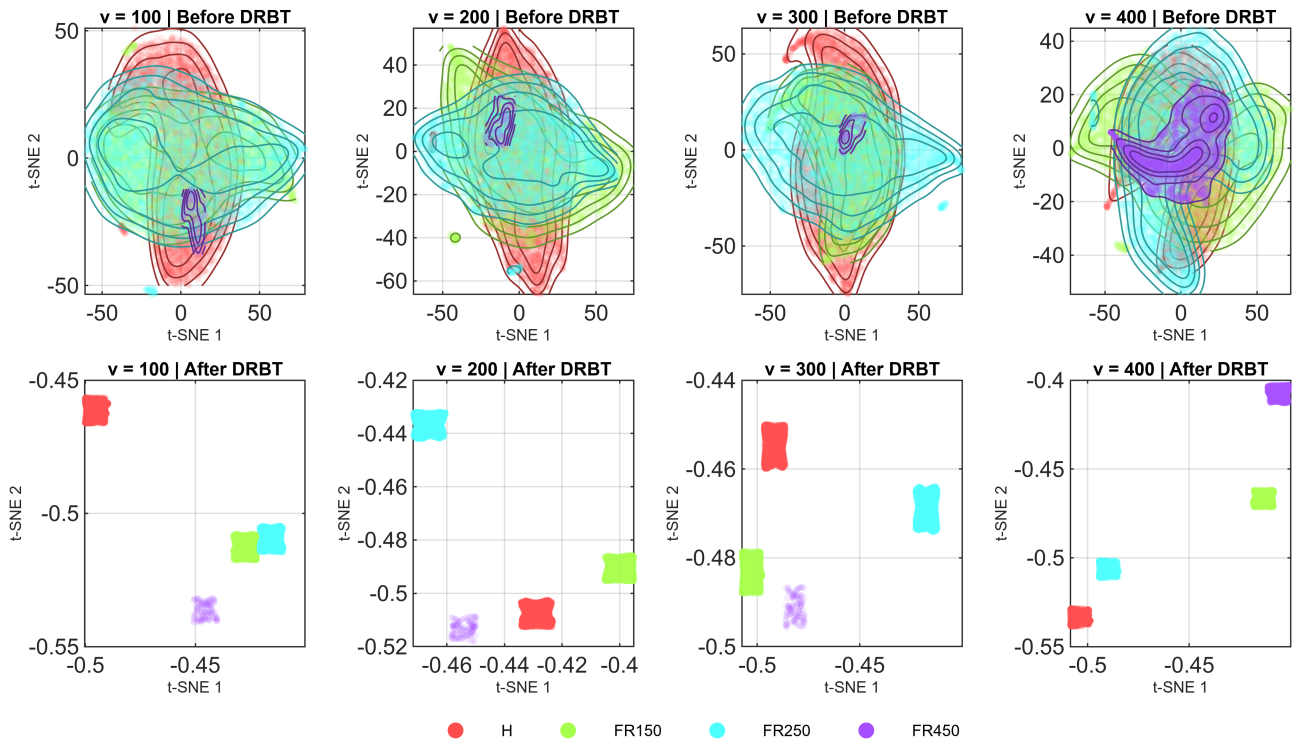 v = 100 | Before DRBT
v = 200 | Before DRBT
v = 300 | Before DRBT
v = 400 | Before DRBT
50
0
-50
t-SNE 2
-50
0
50
t-SNE 1
40
20
0
-20
-40
-60
t-SNE 2
-50
0
50
t-SNE 1
50
0
-50
t-SNE 2
-50
0
50
t-SNE 1
40
20
0
-20
-40
t-SNE 2
-50
0
50
t-SNE 1
v = 100 | After DRBT
v = 200 | After DRBT
v = 300 | After DRBT
v = 400 | After DRBT
-0.45
-0.5
-0.55
t-SNE 2
-0.5
-0.45
t-SNE 1
-0.42
-0.44
-0.46
-0.48
-0.5
-0.52
t-SNE 2
-0.46
-0.44
-0.42
-0.4
t-SNE 1
-0.44
-0.46
-0.48
-0.5
t-SNE 2
-0.5
-0.45
t-SNE 1
-0.4
-0.45
-0.5
-0.55
t-SNE 2
-0.5
-0.45
t-SNE 1
H
FR150
FR250
FR450